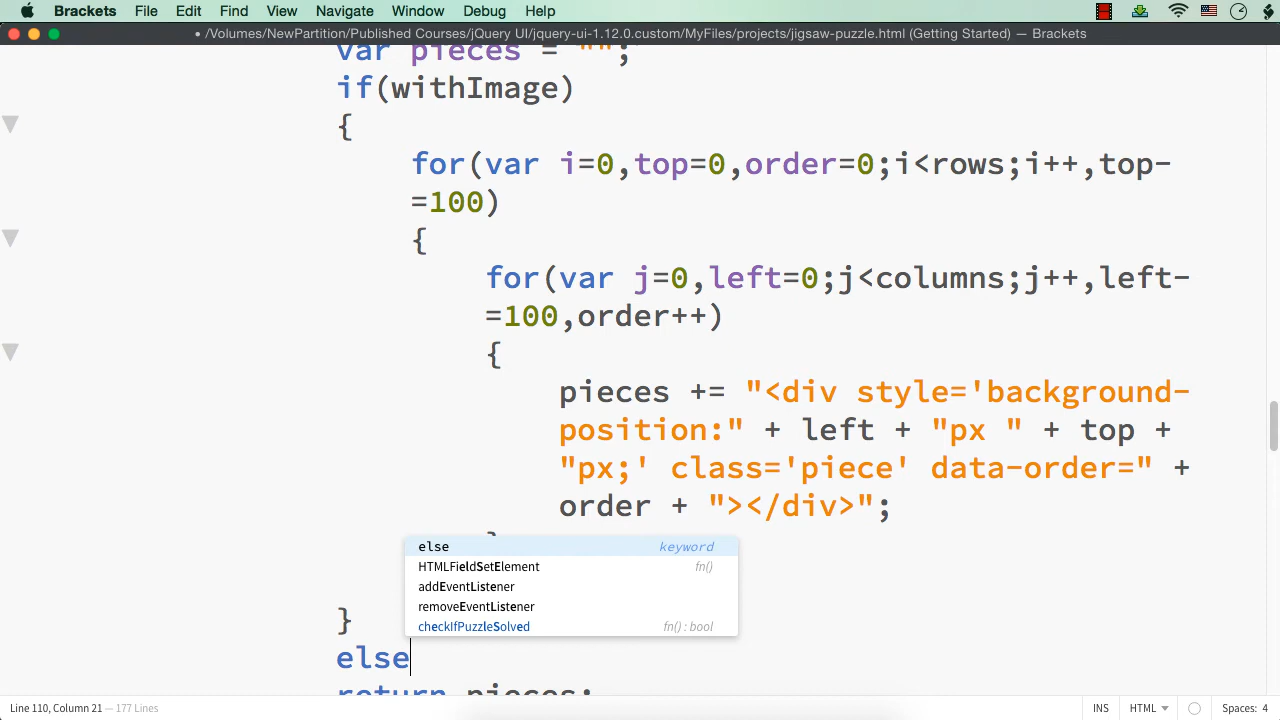 Brackets File Edit Find View Navigate Window Debug Help
• /Volumes/NewPartition/Published Courses/jQuery UI/jquery-ui-1.12.0.custom/MyFiles/projects/jigsaw-puzzle.html (Getting Started) — Brackets
var pieces = "";
if(withImage)
{
for(var i=0,top=0,order=0;i<rows;i++,top-
=100)
{
for(var j=0,left=0;j<columns;j++,left-
=100,order++)
{
pieces += "<div style='background-
position:" + left + "px " + top +
"px;' class='piece' data-order=" +
order + "></div>";
}
else keyword
HTMLFieldSetElement fn()
addEventListener
removeEventListener
checkIfPuzzleSolved fn() : bool
}
else
return pieces;
Line 110, Column 21 — 177 Lines INS HTML Spaces: 4